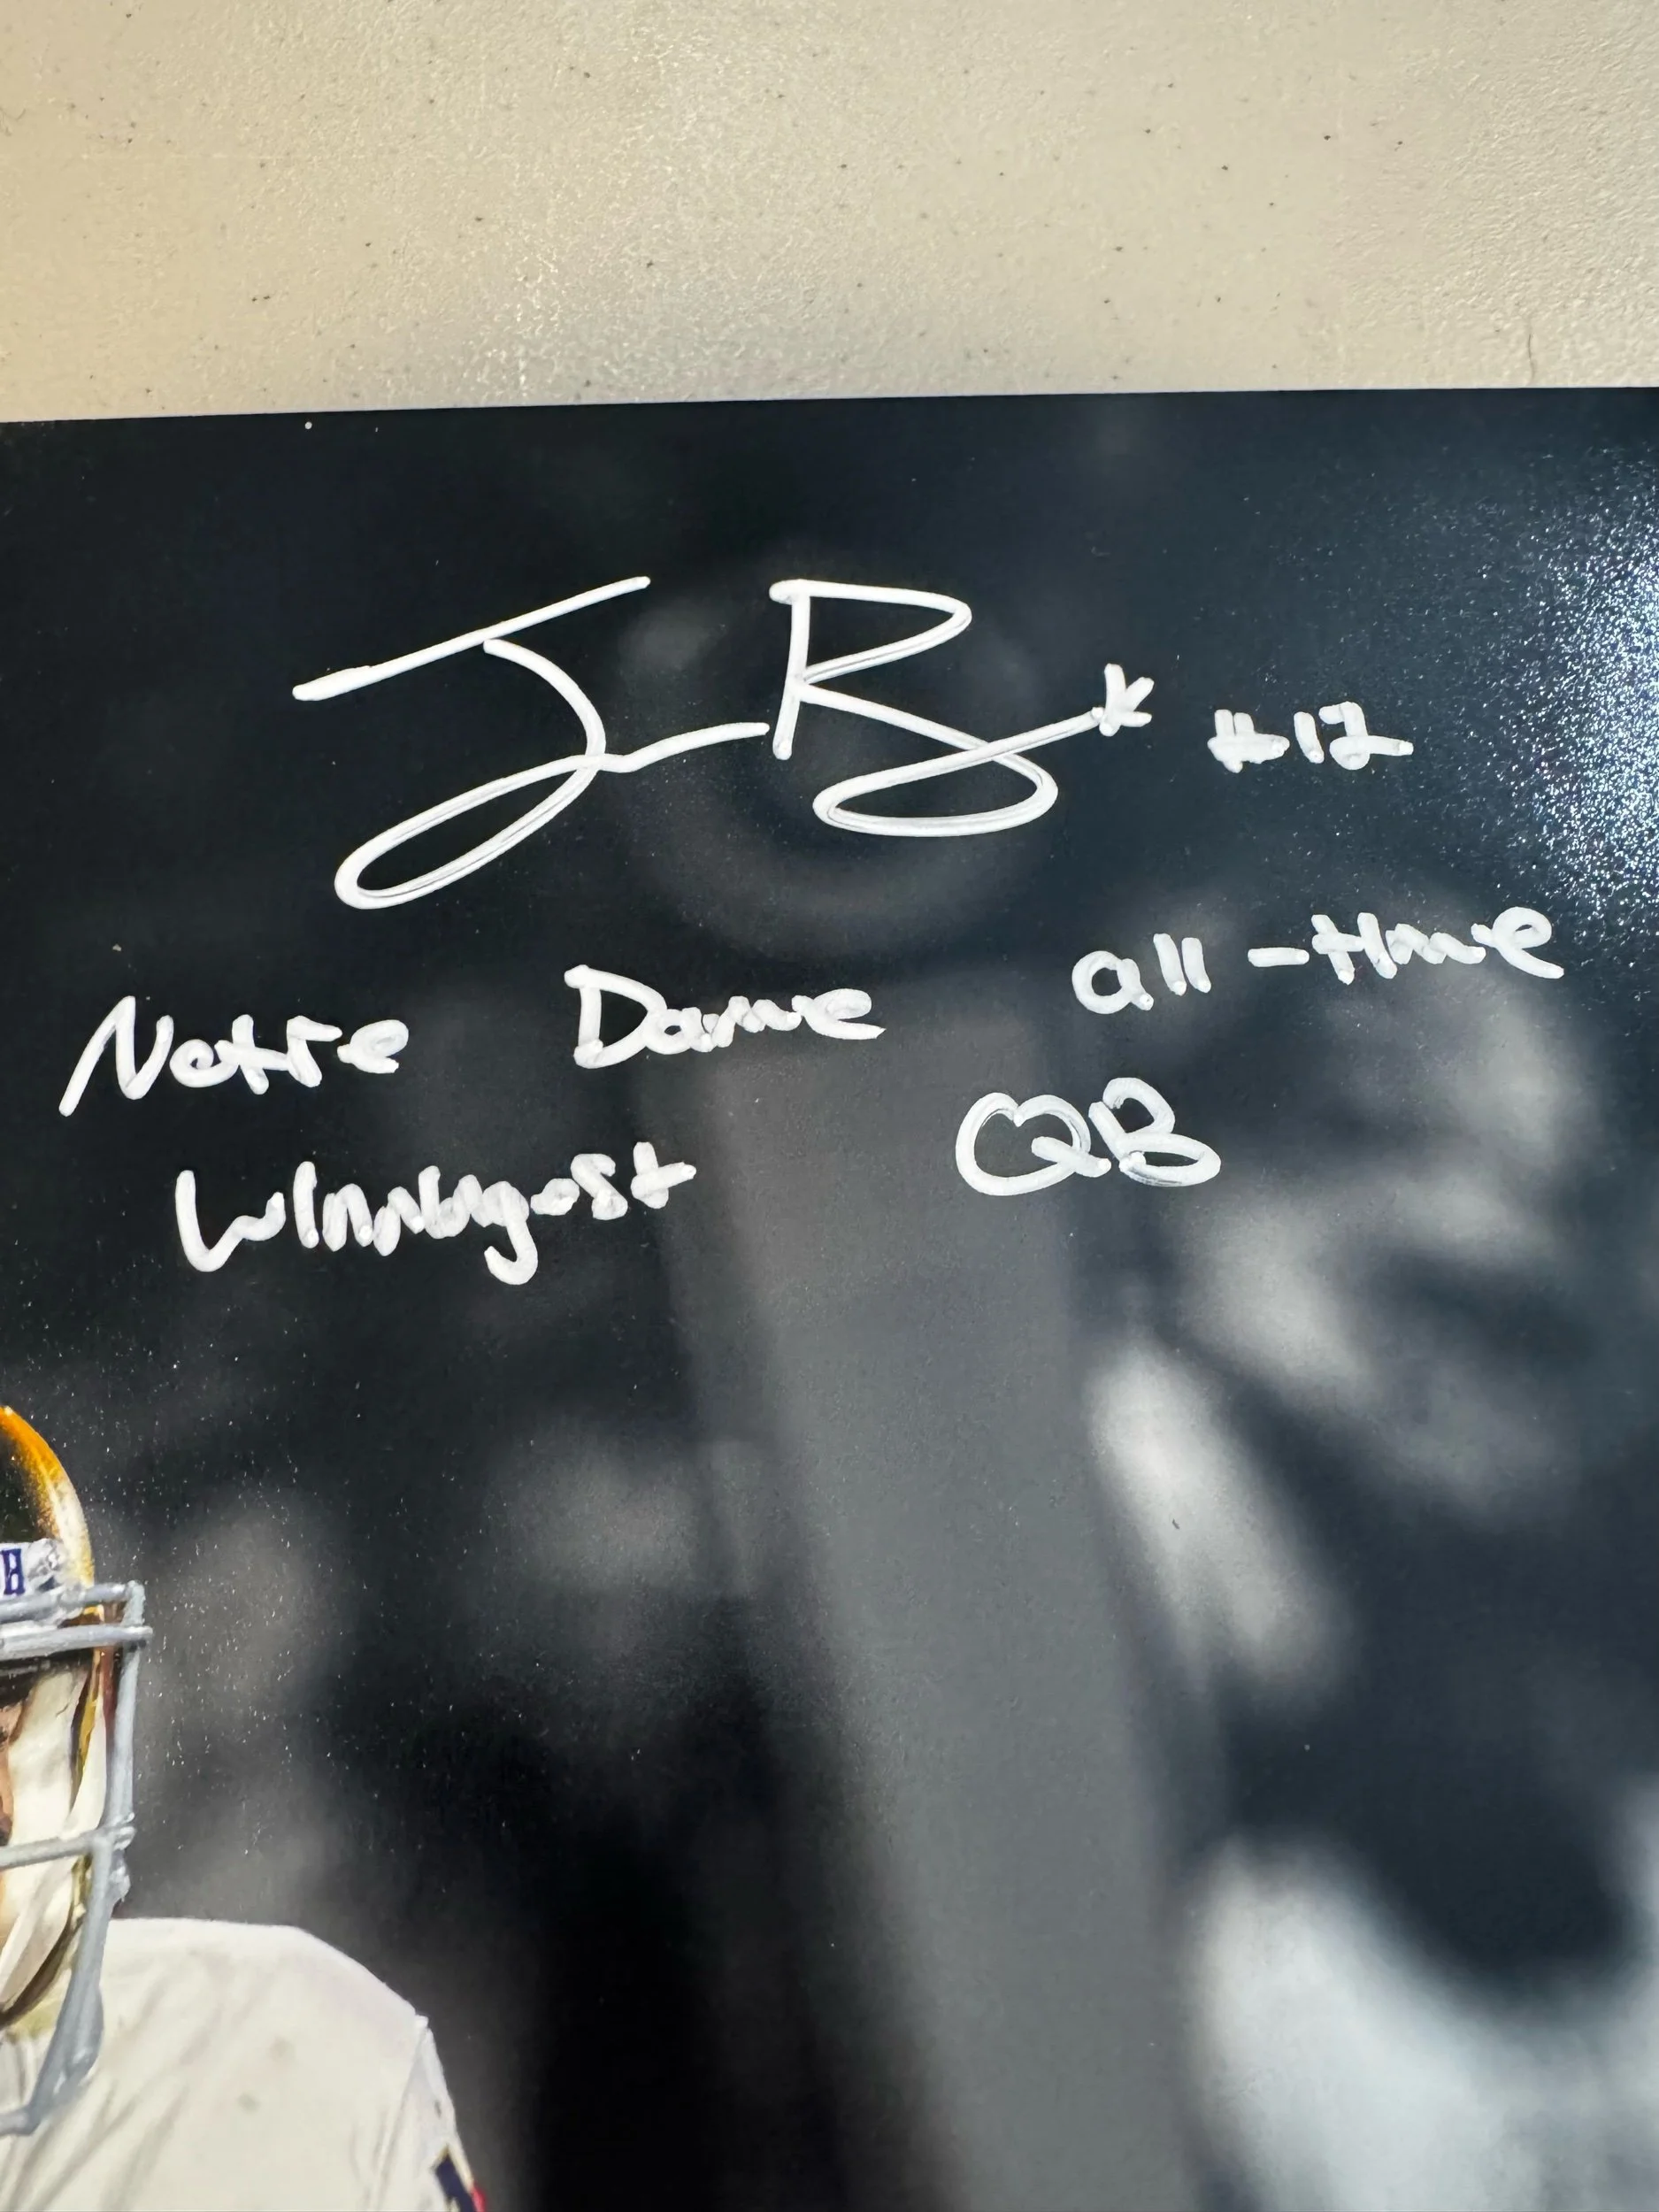 #12
Notre Dame all-time
Winningest QB
H